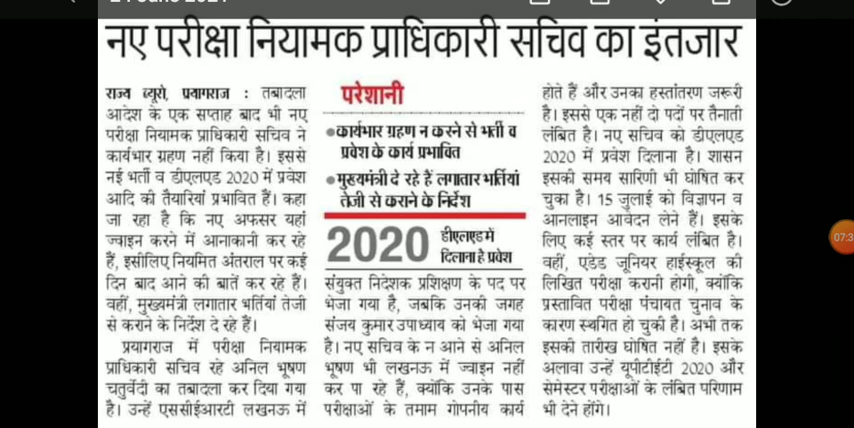 नए परीक्षा नियामक प्राधिकारी सचिव का इंतजार
राज्य ब्यूरो, प्रयागराज : तबादला
आदेश के एक सप्ताह बाद भी नए
परीक्षा नियामक प्राधिकारी सचिव ने
कार्यभार ग्रहण नहीं किया है। इससे
नई भर्ती व डीएलएड 2020 में प्रवेश
आदि की तैयारियां प्रभावित हैं। कहा
जा रहा है कि नए अफसर यहां
ज्वाइन करने में आनाकानी कर रहे
हैं, इसीलिए नियमित अंतराल पर कई
दिन बाद आने की बातें कर रहे हैं।
वहीं, मुख्यमंत्री लगातार भर्तियां तेजी
से कराने के निर्देश दे रहे हैं।
प्रयागराज में परीक्षा नियामक
प्राधिकारी सचिव रहे अनिल भूषण
चतुर्वेदी का तबादला कर दिया गया
है। उन्हें एससीईआरटी लखनऊ में
परेशानी
●कार्यभार ग्रहण न करने से भर्ती व
प्रवेश के कार्य प्रभावित
●मुख्यमंत्री दे रहे हैं लगातार भर्तियां
तेजी से कराने के निर्देश
2020 डीएलएड में
दिलाना है प्रवेश
संयुक्त निदेशक प्रशिक्षण के पद पर
भेजा गया है, जबकि उनकी जगह
संजय कुमार उपाध्याय को भेजा गया
है। नए सचिव के न आने से अनिल
भूषण भी लखनऊ में ज्वाइन नहीं
कर पा रहे हैं, क्योंकि उनके पास
परीक्षाओं के तमाम गोपनीय कार्य
होते हैं और उनका हस्तांतरण जरूरी
है। इससे एक नहीं दो पदों पर तैनाती
लंबित है। नए सचिव को डीएलएड
2020 में प्रवेश दिलाना है। शासन
इसकी समय सारिणी भी घोषित कर
चुका है। 15 जुलाई को विज्ञापन व
आनलाइन आवेदन लेने हैं। इसके
लिए कई स्तर पर कार्य लंबित है।
वहीं, एडेड जूनियर हाईस्कूल की
लिखित परीक्षा करानी होगी, क्योंकि
प्रस्तावित परीक्षा पंचायत चुनाव के
कारण स्थगित हो चुकी है। अभी तक
इसकी तारीख घोषित नहीं है। इसके
अलावा उन्हें यूपीटीईटी 2020 और
सेमेस्टर परीक्षाओं के लंबित परिणाम
भी देने होंगे।